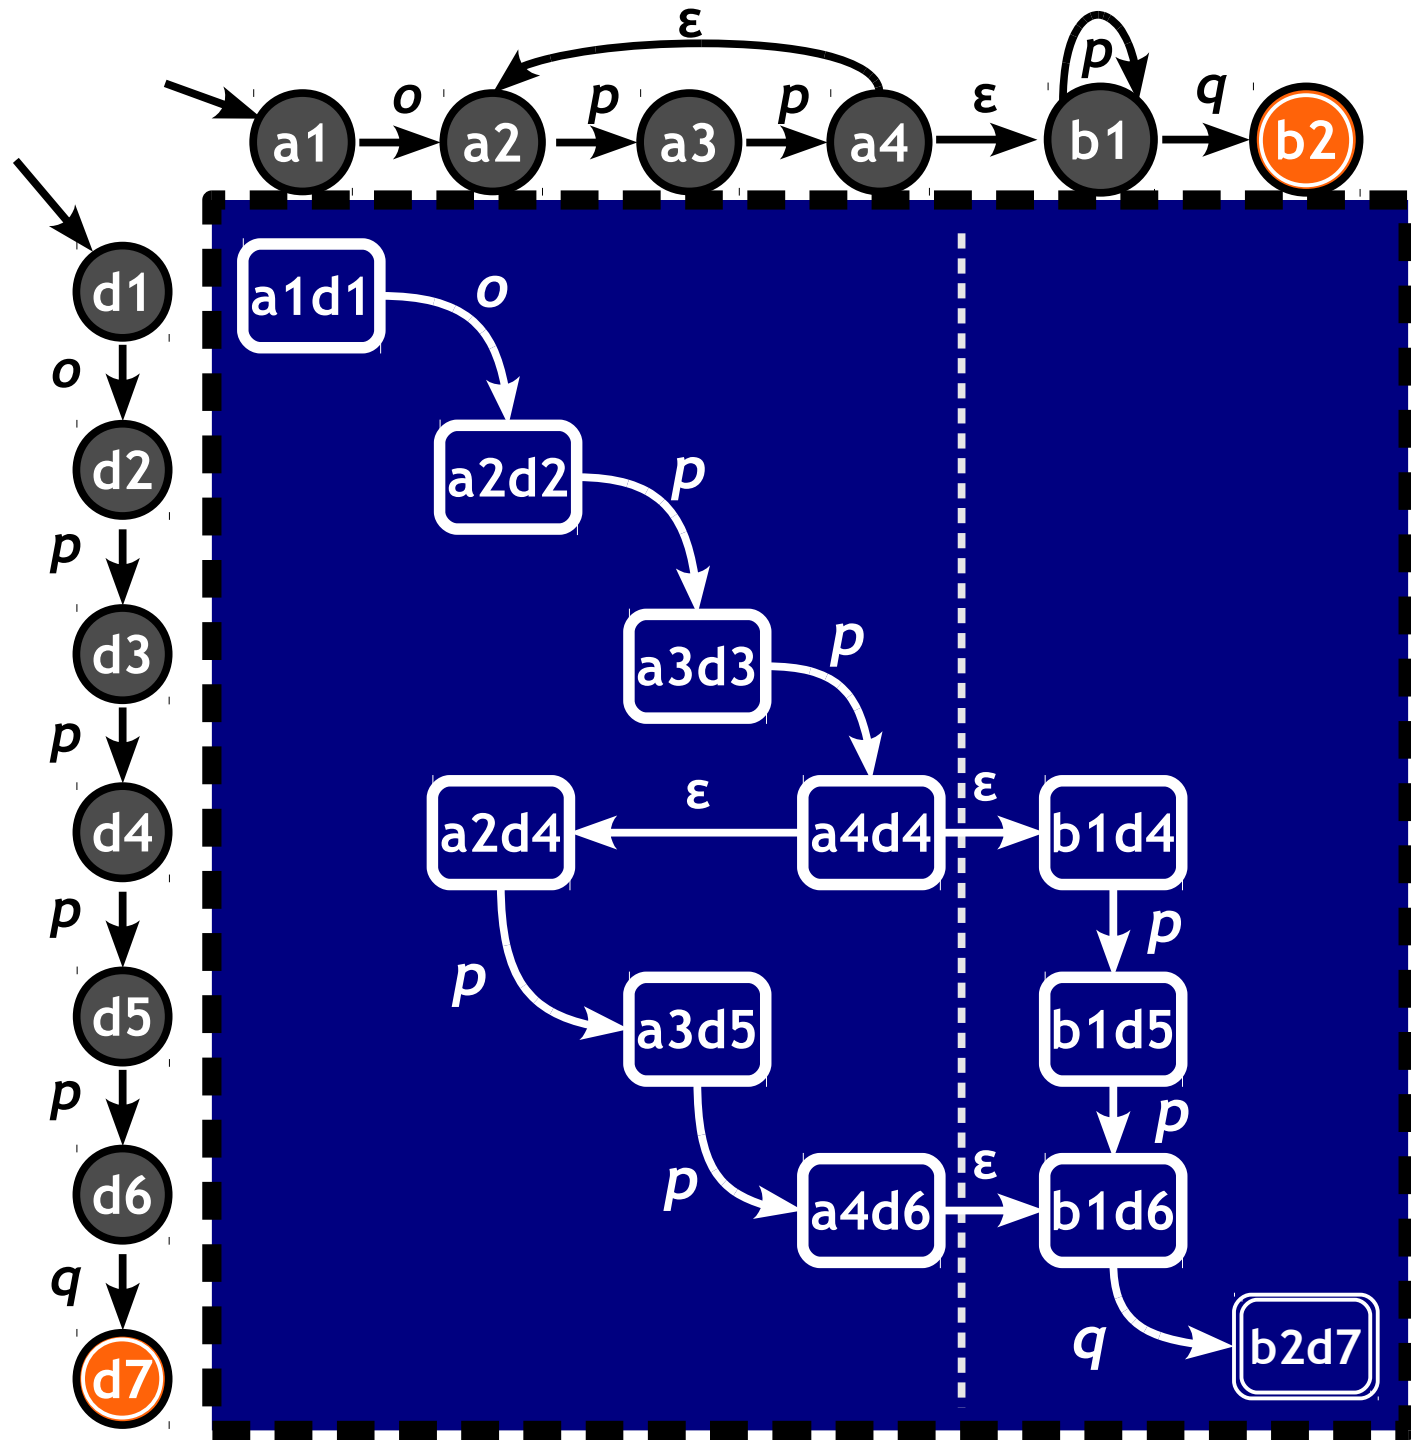 ε
p
o
p
p
ε
q
a1
a2
a3
a4
b1
b2
d1
a1d1
o
o
d2
a2d2
p
p
d3
a3d3
p
p
d4
a2d4
ε
a4d4
ε
b1d4
p
p
p
d5
a3d5
b1d5
p
p
p
d6
a4d6
ε
b1d6
q
q
b2d7
d7